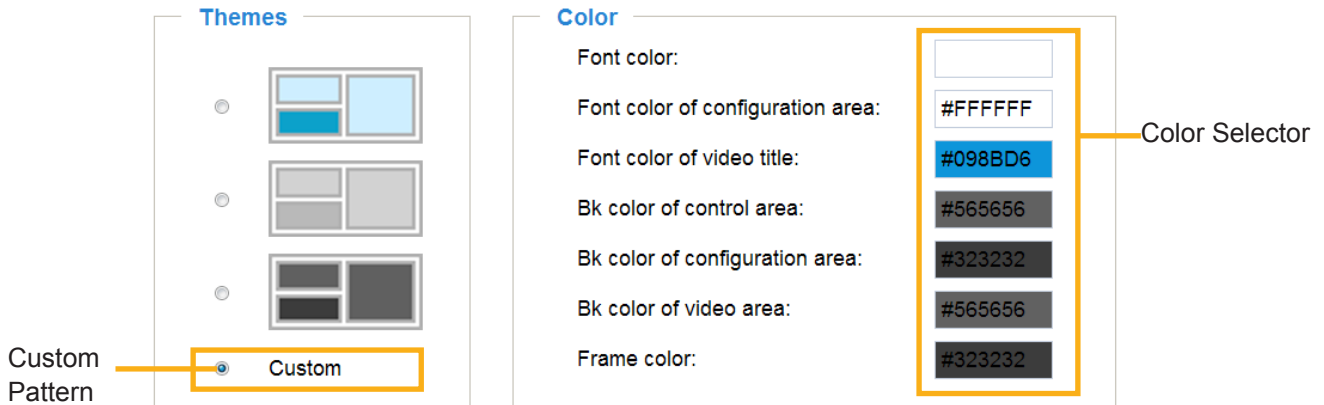 Themes
Color
Font color:
Font color of configuration area: #FFFFFF
Font color of video title: #098BD6
Bk color of control area: #565656
Bk color of configuration area: #323232
Bk color of video area: #565656
Frame color: #323232
Color Selector
Custom
Custom
Pattern